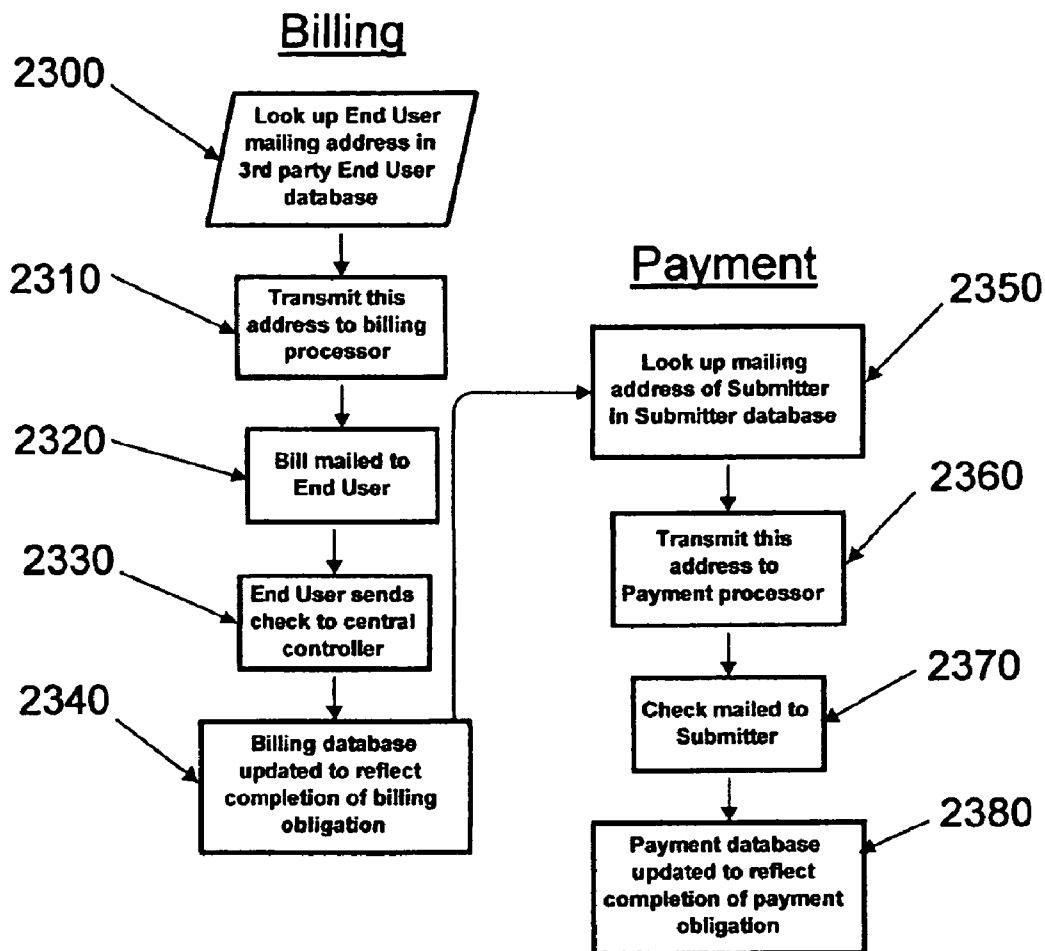 Billing
2300
Look up End User
mailing address in
3rd party End User
database
2310
Transmit this
address to billing
processor
2320
Bill mailed to
End User
2330
End User sends
check to central
controller
2340
Billing database
updated to reflect
completion of billing
obligation
Payment
2350
Look up mailing
address of Submitter
in Submitter database
2360
Transmit this
address to
Payment processor
2370
Check mailed to
Submitter
2380
Payment database
updated to reflect
completion of payment
obligation